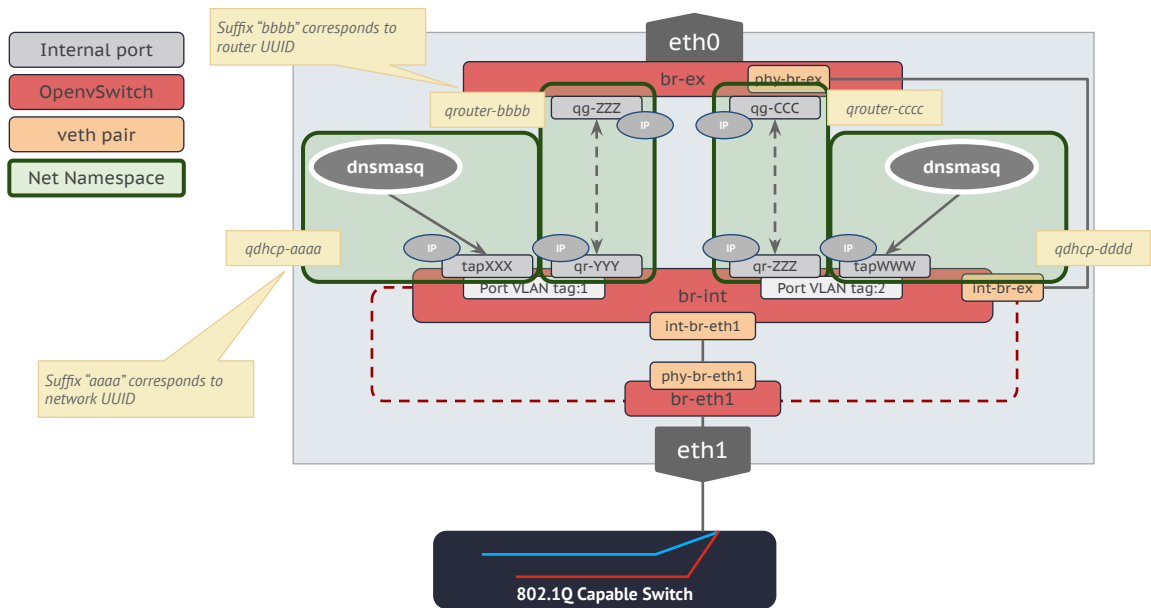 Suffix “bbbb” corresponds to
router UUID
Internal port
OpenvSwitch
veth pair
Net Namespace
eth0
br-ex
phy-br-ex
qrouter-bbbb
qg-ZZZ
qg-CCC
qrouter-cccc
IP
IP
dnsmasq
dnsmasq
qdhcp-aaaa
qdhcp-dddd
IP
IP
IP
IP
tapXXX
qr-YYY
qr-ZZZ
tapWWW
Port VLAN tag:1
br-int
Port VLAN tag:2
int-br-ex
int-br-eth1
Suffix “aaaa” corresponds to
network UUID
phy-br-eth1
br-eth1
eth1
802.1Q Capable Switch